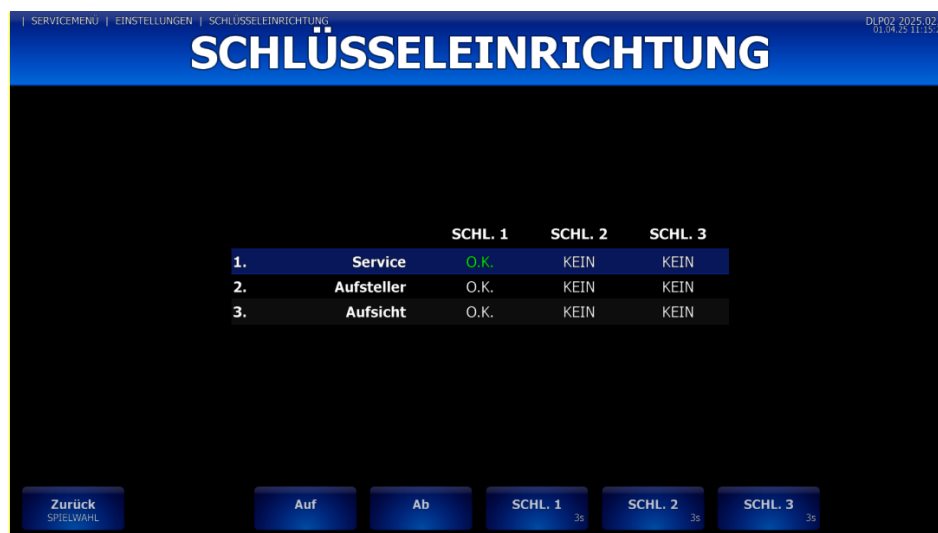 | SERVICEMENÜ | EINSTELLUNGEN | SCHLÜSSELEINRICHTUNG
DLP02 2025.02
01.04.25 11:15:
SCHLÜSSELEINRICHTUNG
SCHL. 1 SCHL. 2 SCHL. 3
1. Service O.K. KEIN KEIN
2. Aufsteller O.K. KEIN KEIN
3. Aufsicht O.K. KEIN KEIN
Zurück Auf Ab SCHL. 1 SCHL. 2 SCHL. 3
SPIELWAHL 3s 3s 3s